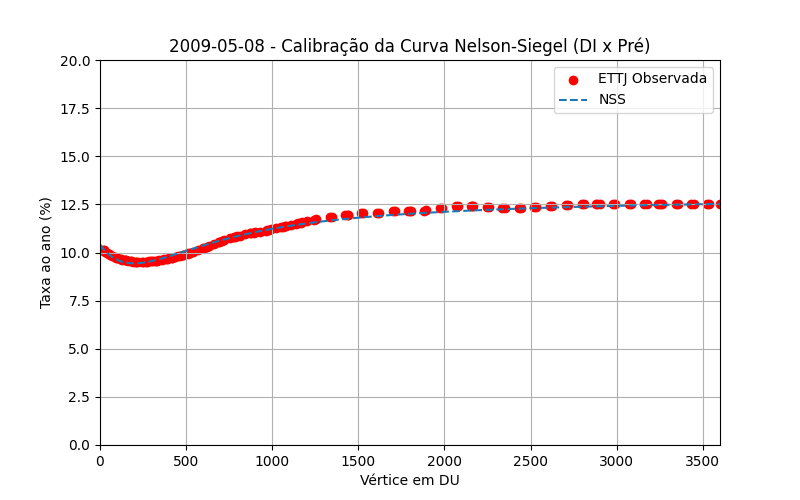 2009-05-08 - Calibração da Curva Nelson-Siegel (DI x Pré)
ETTJ Observada
NSS
Taxa ao ano (%)
20.0
17.5
15.0
12.5
10.0
7.5
5.0
2.5
0.0
0 500 1000 1500 2000 2500 3000 3500
Vértice em DU